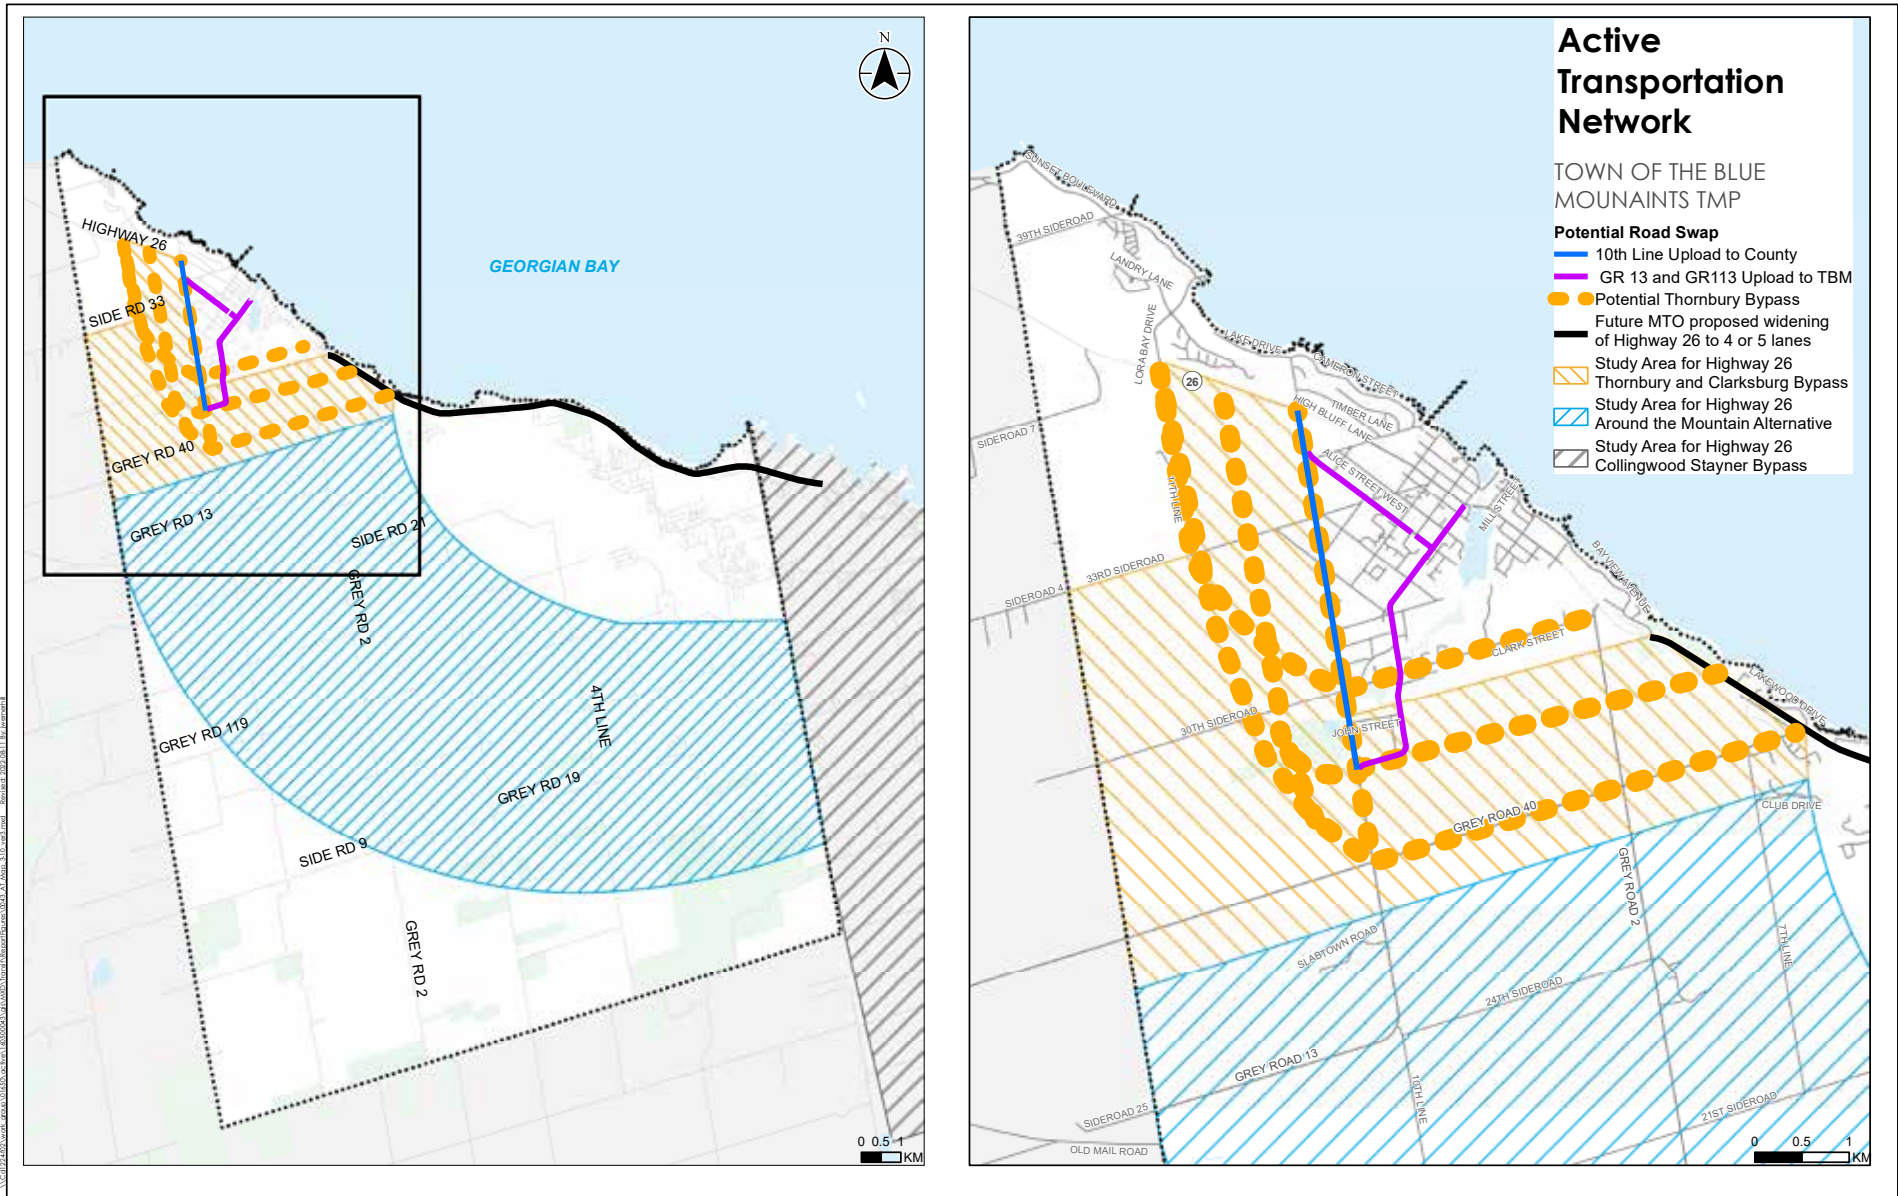 N
HIGHWAY 26
GEORGIAN BAY
SIDE RD 33
GREY RD 40
GREY RD 13
SIDE RD 21
GREY RD 2
4TH LINE
GREY RD 119
GREY RD 19
SIDE RD 9
GREY RD 2
0 0.5 1
KM
Active
Transportation
Network
TOWN OF THE BLUE
MOUNAINTS TMP
Potential Road Swap
10th Line Upload to County
GR 13 and GR113 Upload to TBM
Potential Thornbury Bypass
Future MTO proposed widening
of Highway 26 to 4 or 5 lanes
Study Area for Highway 26
Thornbury and Clarksburg Bypass
Study Area for Highway 26
Around the Mountain Alternative
Study Area for Highway 26
Collingwood Stayner Bypass
SUNSET BOULEVARD
39TH SIDEROAD
LANDRY LANE
LORA BAY DRIVE
LAKE DRIVE
CAMERON STREET
26
TIMBER LANE
HIGH BLUFF LANE
SIDEROAD 7
ALICE STREET WEST
MILL STREET
11TH LINE
BAYVIEW AVENUE
33RD SIDEROAD
SIDEROAD 4
CLARK STREET
LAKEWOOD DRIVE
30TH SIDEROAD
JOHN STREET
CLUB DRIVE
GREY ROAD 40
GREY ROAD 2
7TH LINE
SLABTOWN ROAD
24TH SIDEROAD
GREY ROAD 13
10TH LINE
21ST SIDEROAD
SIDEROAD 25
OLD MAIL ROAD
0 0.5 1
KM